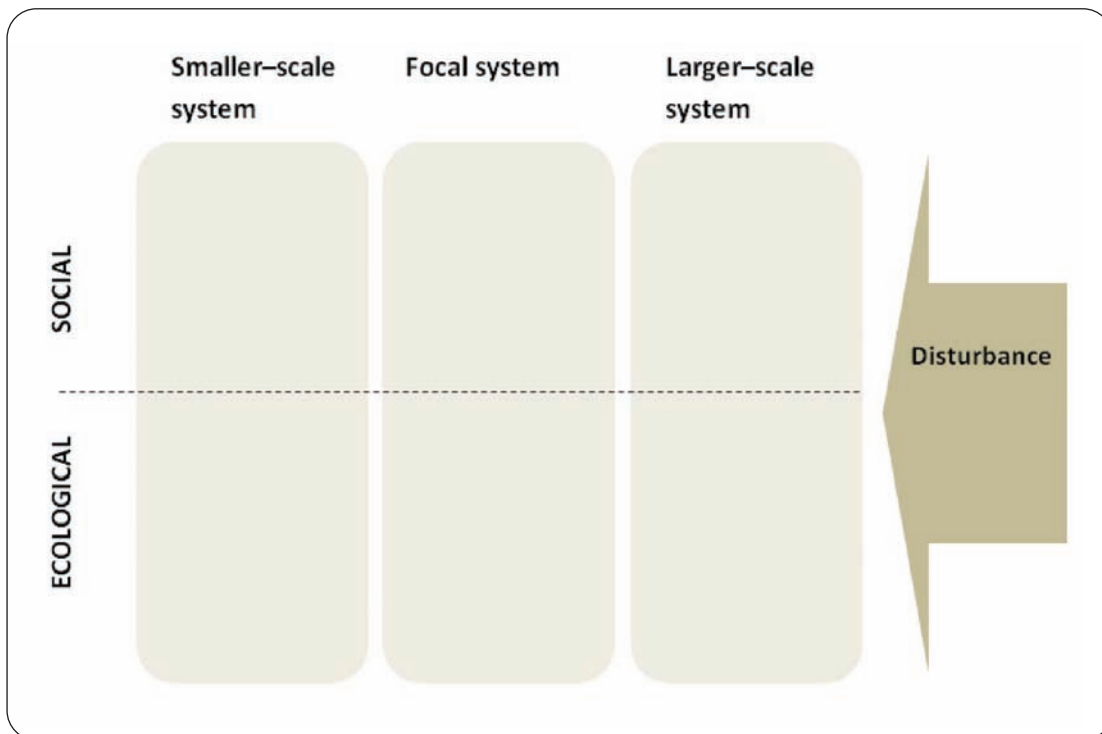 Smaller–scale
system
Focal system
Larger–scale
system
SOCIAL
Disturbance
ECOLOGICAL